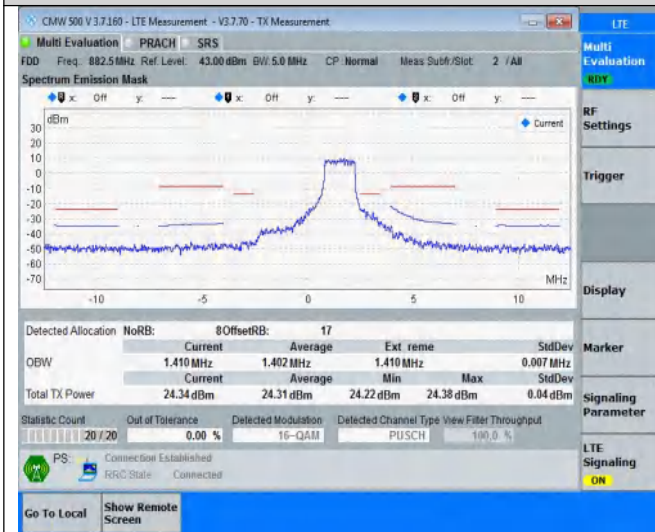 CMW 500 V 3.7.160 - LTE Measurement - V3.7.70 - TX Measurement
LTE
Multi Evaluation PRACH SRS
Multi Evaluation
RDY
FDD Freq.: 882.5 MHz Ref. Level: 43.00 dBm BW: 5.0 MHz CP: Normal Meas Subfr./Slot: 2 /All
Spectrum Emission Mask
x: Off y: --- x: Off y: --- x: Off y: ---
dBm
Current
30
20
10
0
-10
-20
-30
-40
-50
-60
-70
MHz
-10 -5 0 5 10
RF Settings
Trigger
Display
Marker
Signaling Parameter
LTE Signaling
ON
Detected Allocation NoRB: 8OffsetRB: 17
Current Average Ext reme StdDev
OBW 1.410 MHz 1.402 MHz 1.410 MHz 0.007 MHz
Current Average Min Max StdDev
Total TX Power 24.34 dBm 24.31 dBm 24.22 dBm 24.38 dBm 0.04 dBm
Statistic Count Out of Tolerance Detected Modulation Detected Channel Type View Filter Throughput
20 / 20 0.00 % 16-QAM PUSCH 100.0 %
PS: Connection Established
RRC State Connected
Go To Local
Show Remote Screen